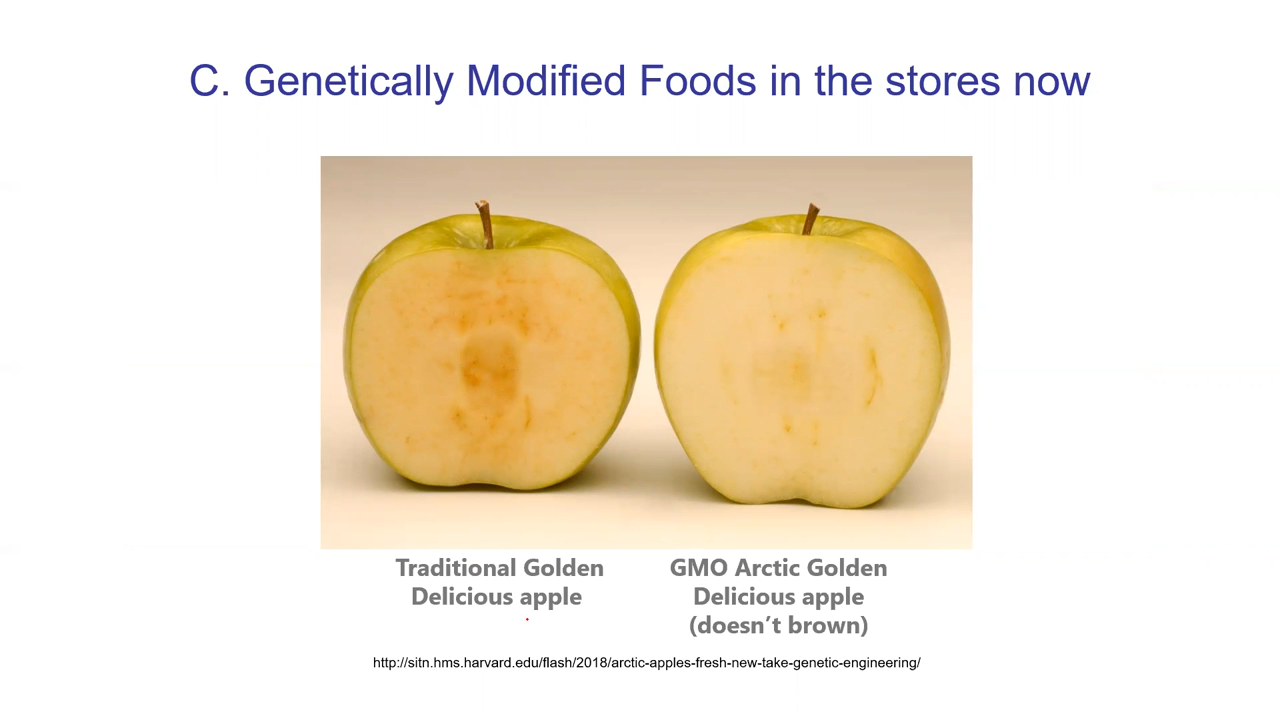 C. Genetically Modified Foods in the stores now
Traditional Golden
Delicious apple
GMO Arctic Golden
Delicious apple
(doesn’t brown)
http://sitn.hms.harvard.edu/flash/2018/arctic-apples-fresh-new-take-genetic-engineering/